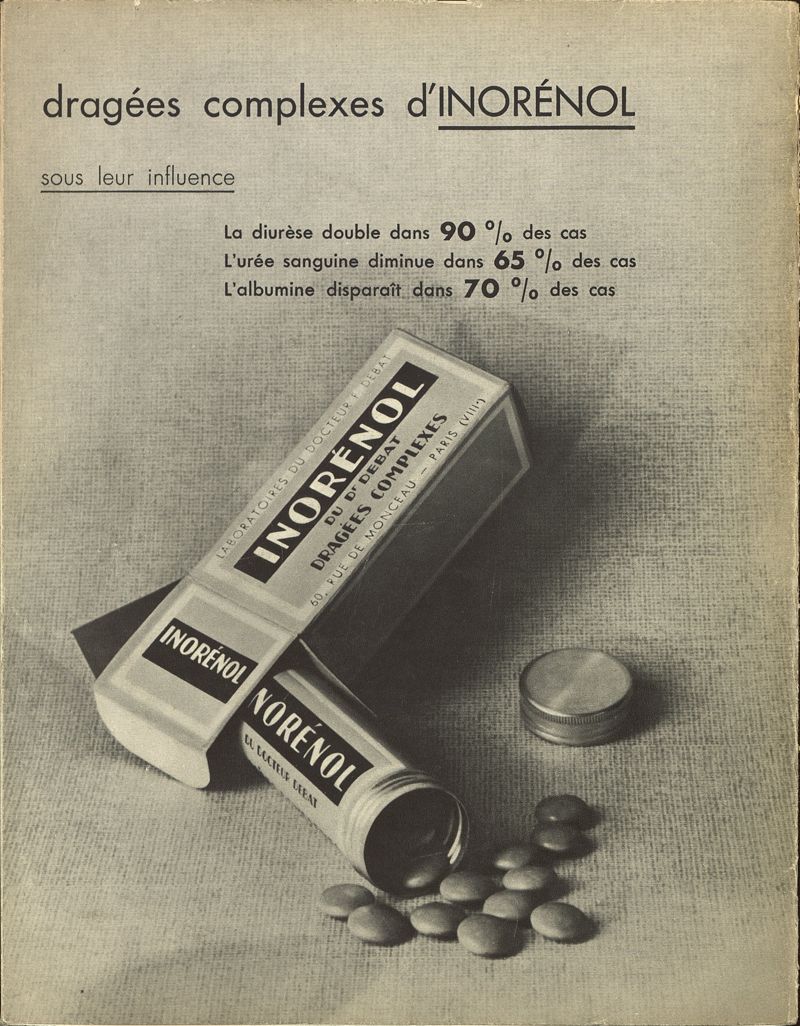 dragées complexes d'INORÉNOL
sous leur influence
La diurèse double dans 90 % des cas
L'urée sanguine diminue dans 65 % des cas
L'albumine disparaît dans 70 % des cas
LABORATOIRES DU DOCTEUR F. DEBAT
INORÉNOL
DU Dr DEBAT
DRAGÉES COMPLEXES
60, RUE DE MONCEAU - PARIS (VIIIe)
INORÉNOL
INORÉNOL
DU DOCTEUR DEBAT